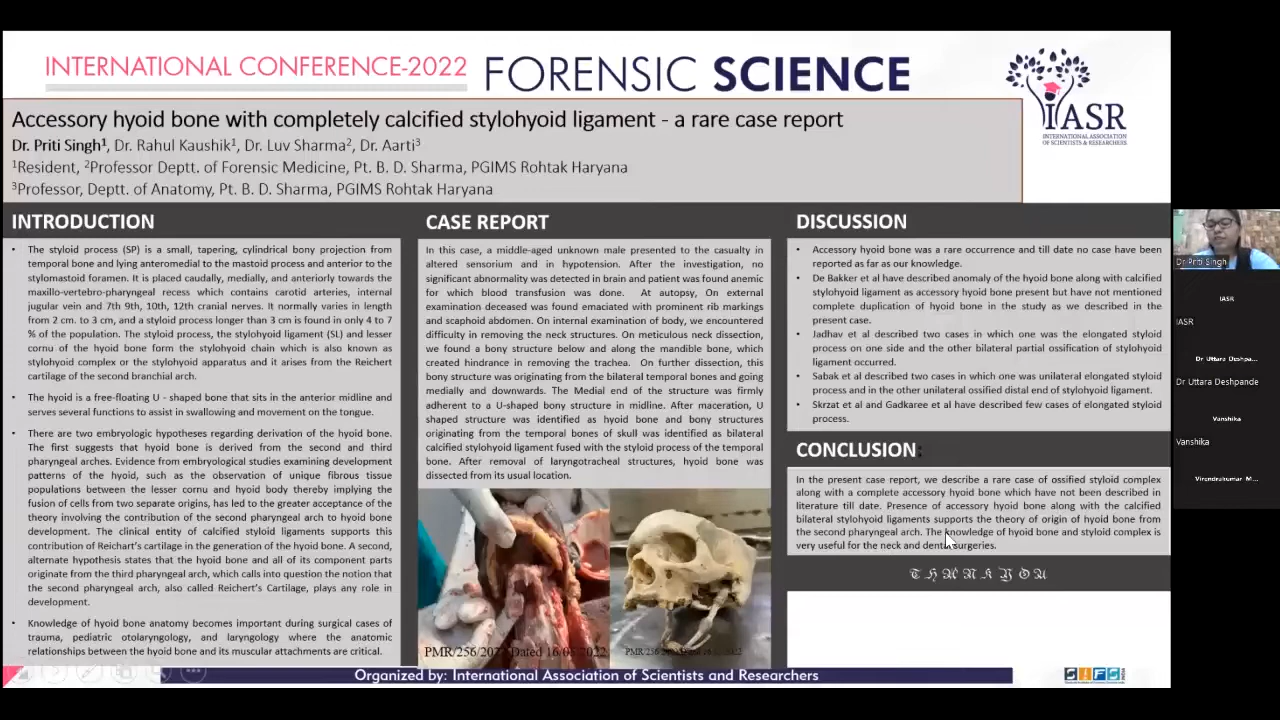 INTERNATIONAL CONFERENCE-2022 FORENSIC SCIENCE
IASR
INTERNATIONAL ASSOCIATION
OF SCIENTISTS & RESEARCHERS
Accessory hyoid bone with completely calcified stylohyoid ligament - a rare case report
Dr. Priti Singh¹, Dr. Rahul Kaushik¹, Dr. Luv Sharma², Dr. Aarti³
¹Resident, ²Professor Deptt. of Forensic Medicine, Pt. B. D. Sharma, PGIMS Rohtak Haryana
³Professor, Deptt. of Anatomy, Pt. B. D. Sharma, PGIMS Rohtak Haryana
INTRODUCTION
• The styloid process (SP) is a small, tapering, cylindrical bony projection from
temporal bone and lying anteromedial to the mastoid process and anterior to the
stylomastoid foramen. It is placed caudally, medially, and anteriorly towards the
maxillo-vertebro-pharyngeal recess which contains carotid arteries, internal
jugular vein and 7th 9th, 10th, 12th cranial nerves. It normally varies in length
from 2 cm. to 3 cm, and a styloid process longer than 3 cm is found in only 4 to 7
% of the population. The styloid process, the stylohyoid ligament (SL) and lesser
cornu of the hyoid bone form the stylohyoid chain which is also known as
stylohyoid complex or the stylohyoid apparatus and it arises from the Reichert
cartilage of the second branchial arch.
• The hyoid is a free-floating U - shaped bone that sits in the anterior midline and
serves several functions to assist in swallowing and movement on the tongue.
• There are two embryologic hypotheses regarding derivation of the hyoid bone.
The first suggests that hyoid bone is derived from the second and third
pharyngeal arches. Evidence from embryological studies examining development
patterns of the hyoid, such as the observation of unique fibrous tissue
populations between the lesser cornu and hyoid body thereby implying the
fusion of cells from two separate origins, has led to the greater acceptance of the
theory involving the contribution of the second pharyngeal arch to hyoid bone
development. The clinical entity of calcified styloid ligaments supports this
contribution of Reichart's cartilage in the generation of the hyoid bone. A second,
alternate hypothesis states that the hyoid bone and all of its component parts
originate from the third pharyngeal arch, which calls into question the notion that
the second pharyngeal arch, also called Reichert's Cartilage, plays any role in
development.
• Knowledge of hyoid bone anatomy becomes important during surgical cases of
trauma, pediatric otolaryngology, and laryngology where the anatomic
relationships between the hyoid bone and its muscular attachments are critical.
CASE REPORT
In this case, a middle-aged unknown male presented to the casualty in
altered sensorium and in hypotension. After the investigation, no
significant abnormality was detected in brain and patient was found anemic
for which blood transfusion was done. At autopsy, On external
examination deceased was found emaciated with prominent rib markings
and scaphoid abdomen. On internal examination of body, we encountered
difficulty in removing the neck structures. On meticulous neck dissection,
we found a bony structure below and along the mandible bone, which
created hindrance in removing the trachea. On further dissection, this
bony structure was originating from the bilateral temporal bones and going
medially and downwards. The Medial end of the structure was firmly
adherent to a U-shaped bony structure in midline. After maceration, U
shaped structure was identified as hyoid bone and bony structures
originating from the temporal bones of skull was identified as bilateral
calcified stylohyoid ligament fused with the styloid process of the temporal
bone. After removal of laryngotracheal structures, hyoid bone was
dissected from its usual location.
DISCUSSION
• Accessory hyoid bone was a rare occurrence and till date no case have been
reported as far as our knowledge.
• De Bakker et al have described anomaly of the hyoid bone along with calcified
stylohyoid ligament as accessory hyoid bone present but have not mentioned
complete duplication of hyoid bone in the study as we described in the
present case.
• Jadhav et al described two cases in which one was the elongated styloid
process on one side and the other bilateral partial ossification of stylohyoid
ligament occurred.
• Sabak et al described two cases in which one was unilateral elongated styloid
process and in the other unilateral ossified distal end of stylohyoid ligament.
• Skrzat et al and Gadkaree et al have described few cases of elongated styloid
process.
CONCLUSION:
In the present case report, we describe a rare case of ossified styloid complex
along with a complete accessory hyoid bone which have not been described in
literature till date. Presence of accessory hyoid bone along with the calcified
bilateral stylohyoid ligaments supports the theory of origin of hyoid bone from
the second pharyngeal arch. The knowledge of hyoid bone and styloid complex is
very useful for the neck and dental surgeries.
THANK YOU
Dated 16/
Organized by: International Association of Scientists and Researchers
SIFS
Dr Priti Singh
IASR
IASR
Dr Uttara Deshpa...
Dr Uttara Deshpande
Vanshika
Vanshika
Virendrakumar M...